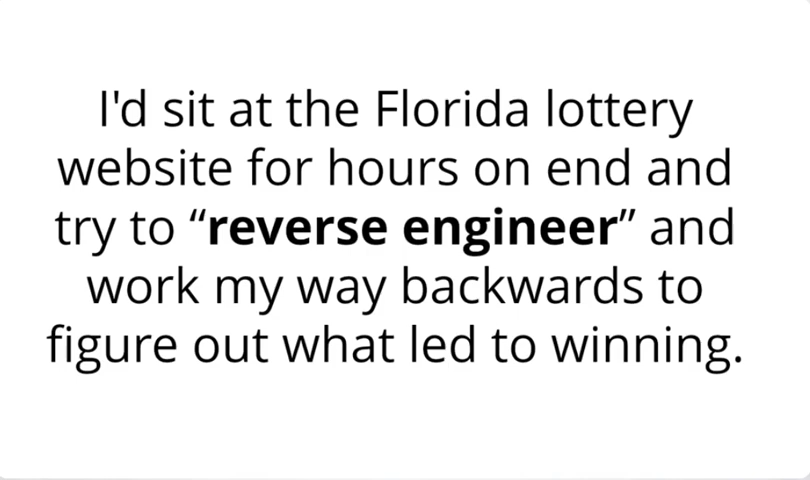 I'd sit at the Florida lottery
website for hours on end and
try to “reverse engineer” and
work my way backwards to
figure out what led to winning.